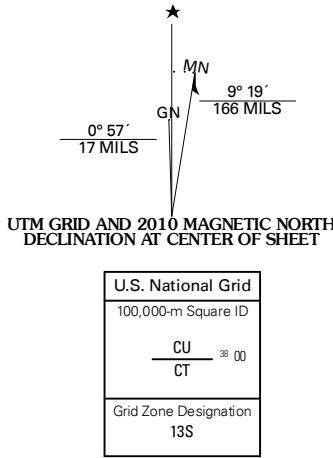 MN
GN
9° 19´
166 MILS
0° 57´
17 MILS
UTM GRID AND 2010 MAGNETIC NORTH
DECLINATION AT CENTER OF SHEET
U.S. National Grid
100,000-m Square ID
CU
38 00
CT
Grid Zone Designation
13S